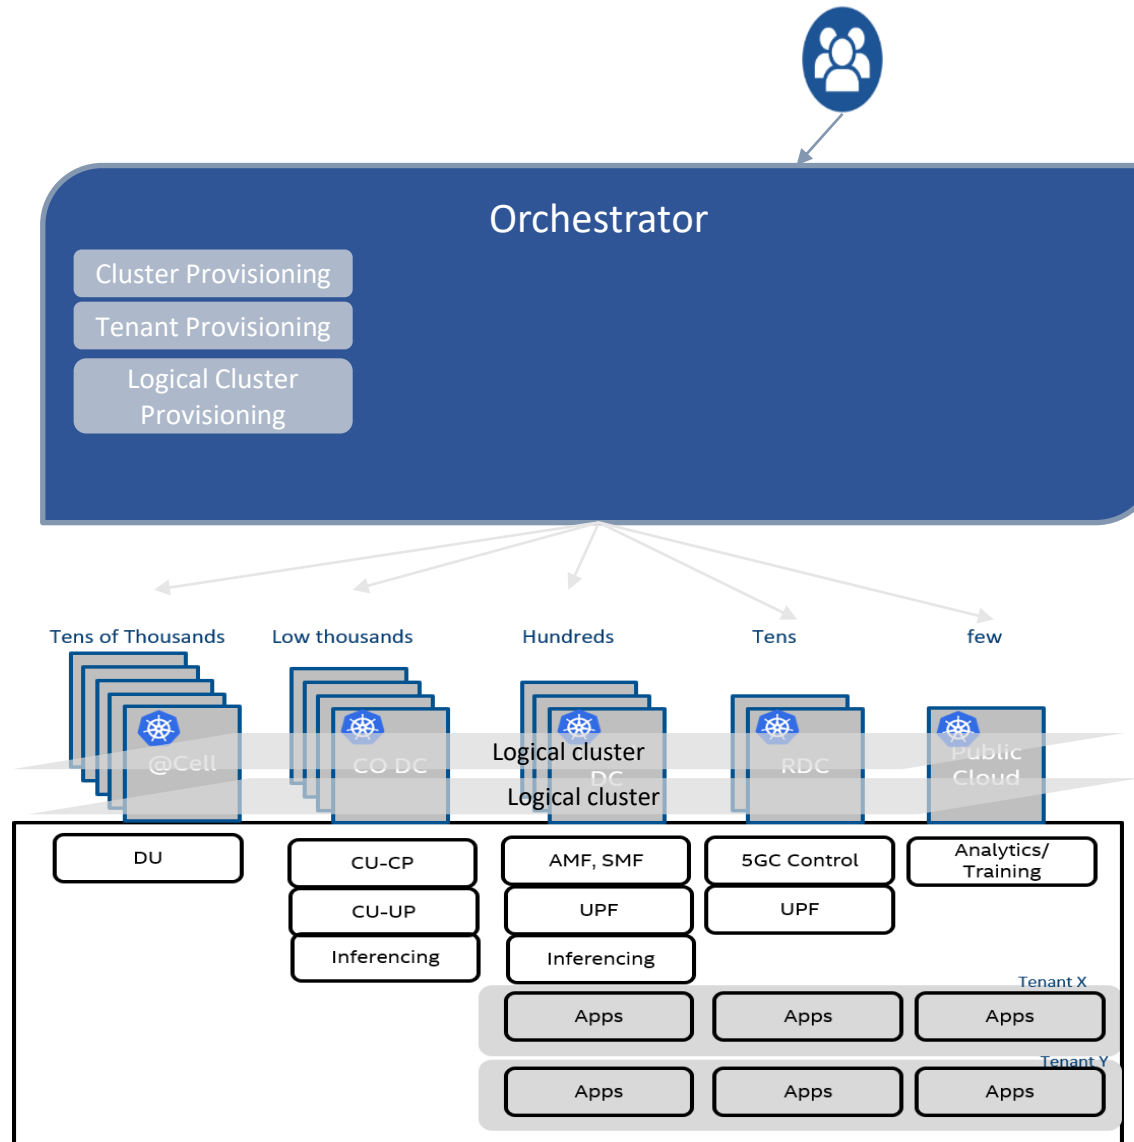 Orchestrator
Cluster Provisioning
Tenant Provisioning
Logical Cluster
Provisioning
Tens of Thousands
Low thousands
Hundreds
Tens
few
@Cell
CO DC
DC
RDC
Public
Cloud
Logical cluster
Logical cluster
DU
CU-CP
AMF, SMF
5GC Control
Analytics/
Training
CU-UP
UPF
UPF
Inferencing
Inferencing
Tenant X
Apps
Apps
Apps
Tenant Y
Apps
Apps
Apps